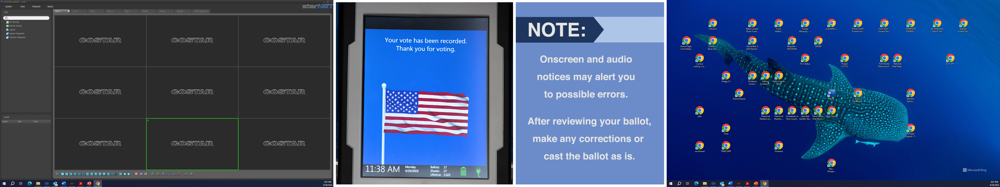 COSTAR starNET - Live 1
System View Playback About
starNET
Site
Live 1 Live 2 Play 1 Play 2 Play 3 Health Status Report Self-Diagnosis
All Devices
Device Group
Layout
Layout Sequence
Camera Sequence
COSTAR COSTAR COSTAR
COSTAR COSTAR COSTAR
8
COSTAR COSTAR COSTAR
Event
Event Site Time
4:01 PM
8/30/2024
Your vote has been recorded.
Thank you for voting.
11:38 AM
Monday
4/29/2019
Ballots: 17
Sheets: 17
Lifetime: 1,021
NOTE:
Onscreen and audio
notices may alert you
to possible errors.
After reviewing your ballot,
make any corrections or
cast the ballot as is.
vote pics
Bates Cooper
Sloan Funer...
Curry
Welbo...
Turney
Mortuary - ...
jcwhitefd.c...
Erman Smith
Funeral Ho...
Horn-Nail-...
Funeral Ho...
HARRISON
FUNERA...
All Obituaries
- Sam B. Ha...
Aguilar
Funeral Ser...
Home Page -
Committee...
Events —
Texas Ass...
November 5,
2024 Electio...
Requests –
KNOWiNK
NASED
Cursive
writing- Le...
FCC Status
Project
V.O.T.E-
Poll Worker
Resources f...
National
Voter Regi...
ELO GPS
Gregg Co
Burleson
Count...
Denton
County, T...
Texas
DistrictViewer
Word
Bryan
Informatio...
Election
Semin...
jobs
Historical
Markers an...
Historical
Markers ...
Cemeteries in
Titus Count...
Lake Bob
Sandlin Sta...
Travel Texas -
Visit Moun...
Titus County
Time
Pompeii
Surgical- T...
unclaimed
TIMECARD
Pinterest
Etsy -
Shoppi...
Microsoft Bing
4:01 PM
8/30/2024